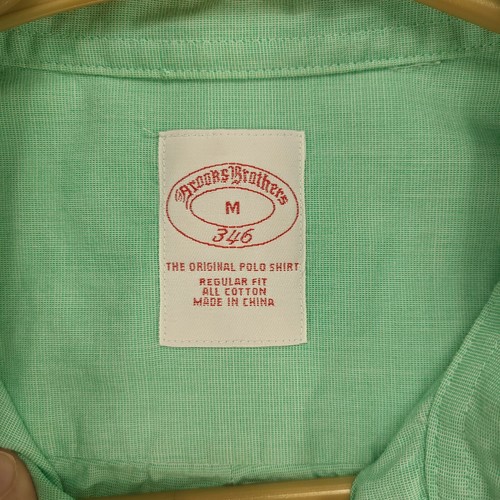 Brooks Brothers
M
346
THE ORIGINAL POLO SHIRT
REGULAR FIT
ALL COTTON
MADE IN CHINA